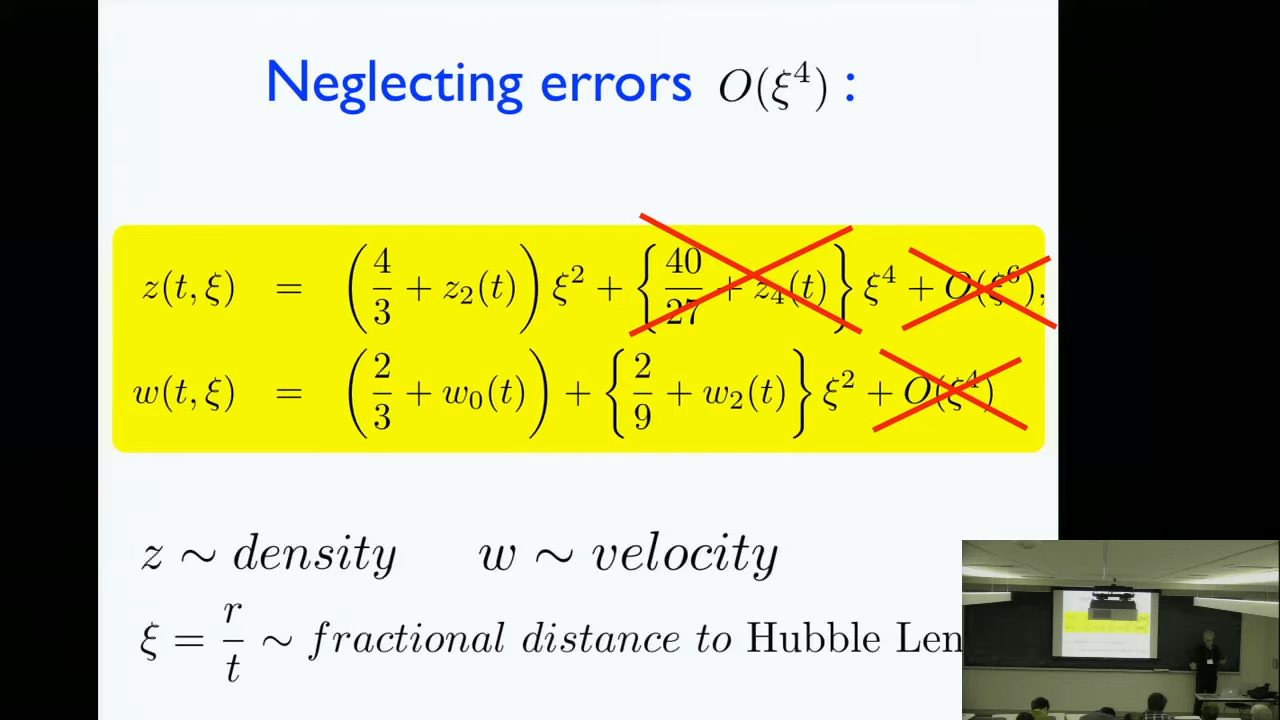 Neglecting errors O(ξ⁴) :
z(t, ξ) = (4/3 + z₂(t)) ξ² + {40/27 + z₄(t)} ξ⁴ + O(ξ⁶),
w(t, ξ) = (2/3 + w₀(t)) + {2/9 + w₂(t)} ξ² + O(ξ⁴)
z ∼ density w ∼ velocity
ξ = r/t ∼ fractional distance to Hubble Len